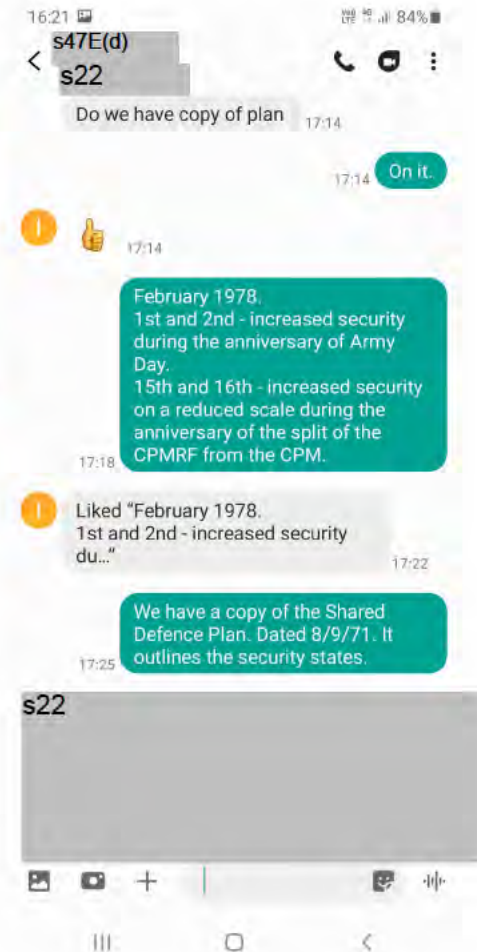 16:21
84%
s47E(d)
s22
Do we have copy of plan
17:14
On it.
17:14
17:14
February 1978.
1st and 2nd - increased security
during the anniversary of Army
Day.
15th and 16th - increased security
on a reduced scale during the
anniversary of the split of the
CPMRF from the CPM.
17:18
Liked “February 1978.
1st and 2nd - increased security
du…”
17:22
We have a copy of the Shared
Defence Plan. Dated 8/9/71. It
outlines the security states.
17:25
s22